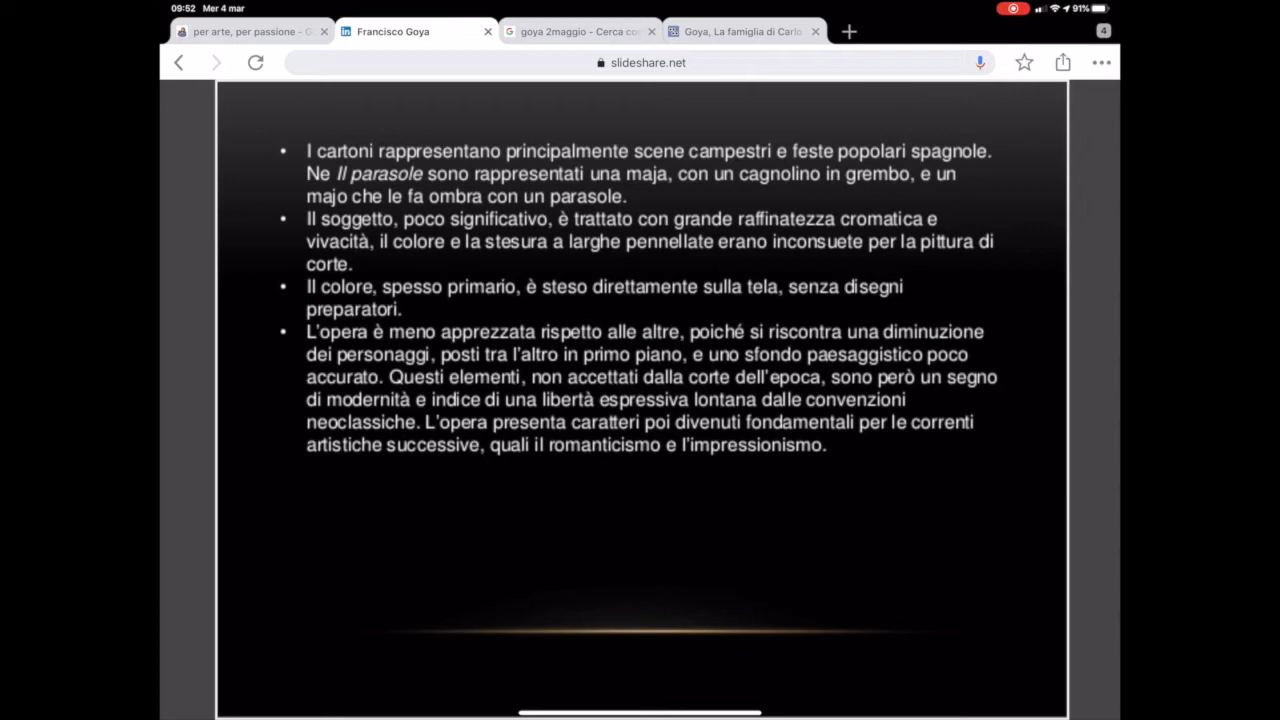 09:52 Mer 4 mar 91%
per arte, per passione - G
Francisco Goya
goya 2maggio - Cerca co
Goya, La famiglia di Carlo
4
slideshare.net
• I cartoni rappresentano principalmente scene campestri e feste popolari spagnole.
Ne Il parasole sono rappresentati una maja, con un cagnolino in grembo, e un
majo che le fa ombra con un parasole.
• Il soggetto, poco significativo, è trattato con grande raffinatezza cromatica e
vivacità, il colore e la stesura a larghe pennellate erano inconsuete per la pittura di
corte.
• Il colore, spesso primario, è steso direttamente sulla tela, senza disegni
preparatori.
• L'opera è meno apprezzata rispetto alle altre, poiché si riscontra una diminuzione
dei personaggi, posti tra l'altro in primo piano, e uno sfondo paesaggistico poco
accurato. Questi elementi, non accettati dalla corte dell'epoca, sono però un segno
di modernità e indice di una libertà espressiva lontana dalle convenzioni
neoclassiche. L'opera presenta caratteri poi divenuti fondamentali per le correnti
artistiche successive, quali il romanticismo e l'impressionismo.